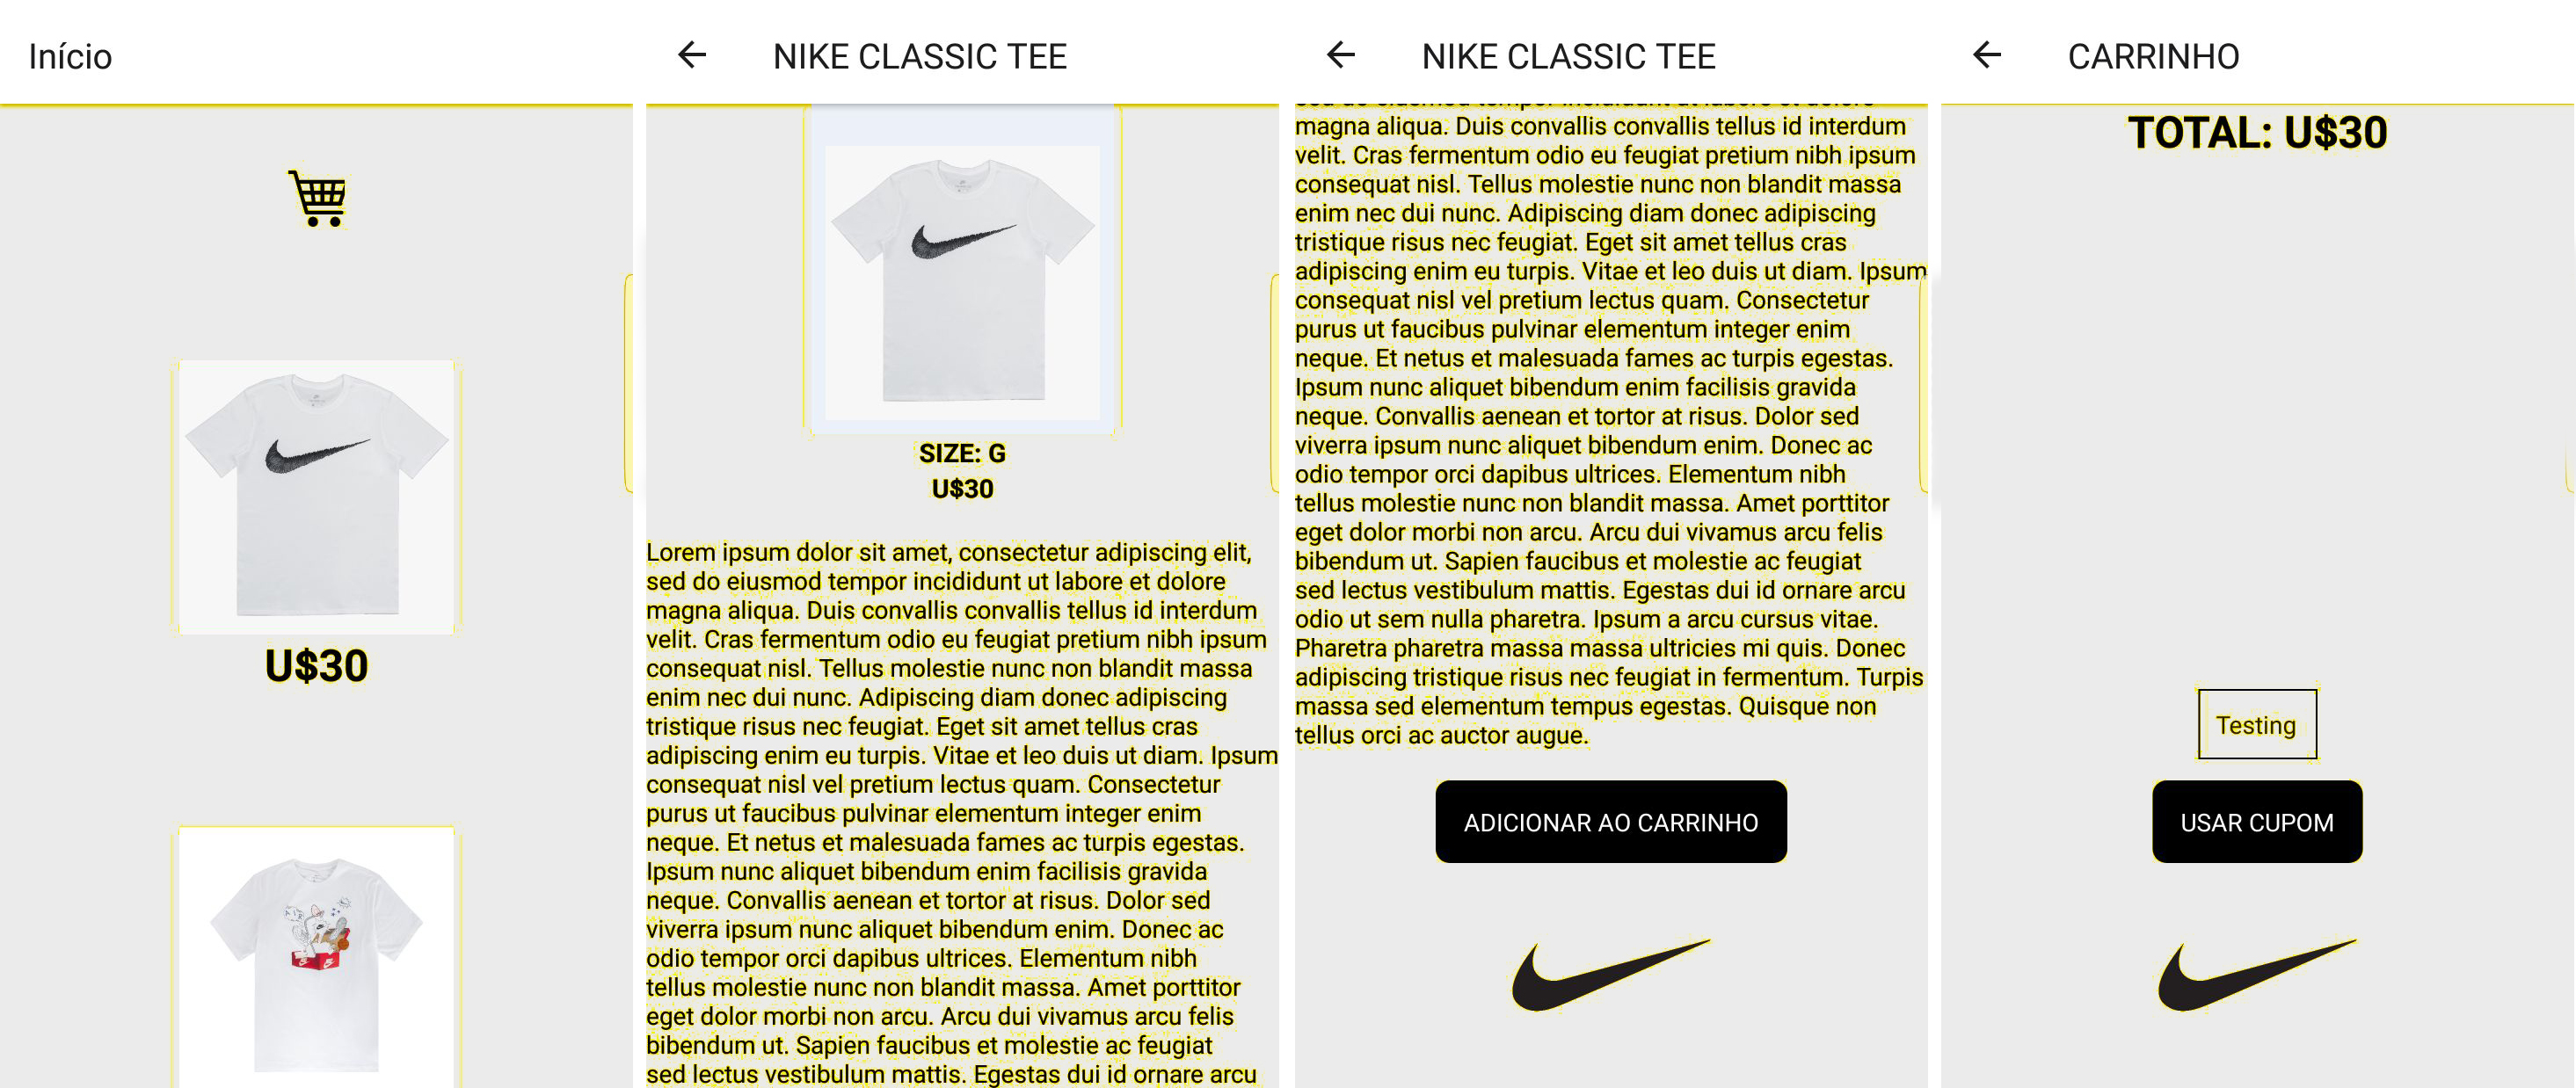 Início
U$30
NIKE CLASSIC TEE
SIZE: G
U$30
Lorem ipsum dolor sit amet, consectetur adipiscing elit,
sed do eiusmod tempor incididunt ut labore et dolore
magna aliqua. Duis convallis convallis tellus id interdum
velit. Cras fermentum odio eu feugiat pretium nibh ipsum
consequat nisl. Tellus molestie nunc non blandit massa
enim nec dui nunc. Adipiscing diam donec adipiscing
tristique risus nec feugiat. Eget sit amet tellus cras
adipiscing enim eu turpis. Vitae et leo duis ut diam. Ipsum
consequat nisl vel pretium lectus quam. Consectetur
purus ut faucibus pulvinar elementum integer enim
neque. Et netus et malesuada fames ac turpis egestas.
Ipsum nunc aliquet bibendum enim facilisis gravida
neque. Convallis aenean et tortor at risus. Dolor sed
viverra ipsum nunc aliquet bibendum enim. Donec ac
odio tempor orci dapibus ultrices. Elementum nibh
tellus molestie nunc non blandit massa. Amet porttitor
eget dolor morbi non arcu. Arcu dui vivamus arcu felis
bibendum ut. Sapien faucibus et molestie ac feugiat
sed lectus vestibulum mattis. Egestas dui id ornare arcu
NIKE CLASSIC TEE
sed do eiusmod tempor incididunt ut labore et dolore
magna aliqua. Duis convallis convallis tellus id interdum
velit. Cras fermentum odio eu feugiat pretium nibh ipsum
consequat nisl. Tellus molestie nunc non blandit massa
enim nec dui nunc. Adipiscing diam donec adipiscing
tristique risus nec feugiat. Eget sit amet tellus cras
adipiscing enim eu turpis. Vitae et leo duis ut diam. Ipsum
consequat nisl vel pretium lectus quam. Consectetur
purus ut faucibus pulvinar elementum integer enim
neque. Et netus et malesuada fames ac turpis egestas.
Ipsum nunc aliquet bibendum enim facilisis gravida
neque. Convallis aenean et tortor at risus. Dolor sed
viverra ipsum nunc aliquet bibendum enim. Donec ac
odio tempor orci dapibus ultrices. Elementum nibh
tellus molestie nunc non blandit massa. Amet porttitor
eget dolor morbi non arcu. Arcu dui vivamus arcu felis
bibendum ut. Sapien faucibus et molestie ac feugiat
sed lectus vestibulum mattis. Egestas dui id ornare arcu
odio ut sem nulla pharetra. Ipsum a arcu cursus vitae.
Pharetra pharetra massa massa ultricies mi quis. Donec
adipiscing tristique risus nec feugiat in fermentum. Turpis
massa sed elementum tempus egestas. Quisque non
tellus orci ac auctor augue.
ADICIONAR AO CARRINHO
CARRINHO
TOTAL: U$30
Testing
USAR CUPOM